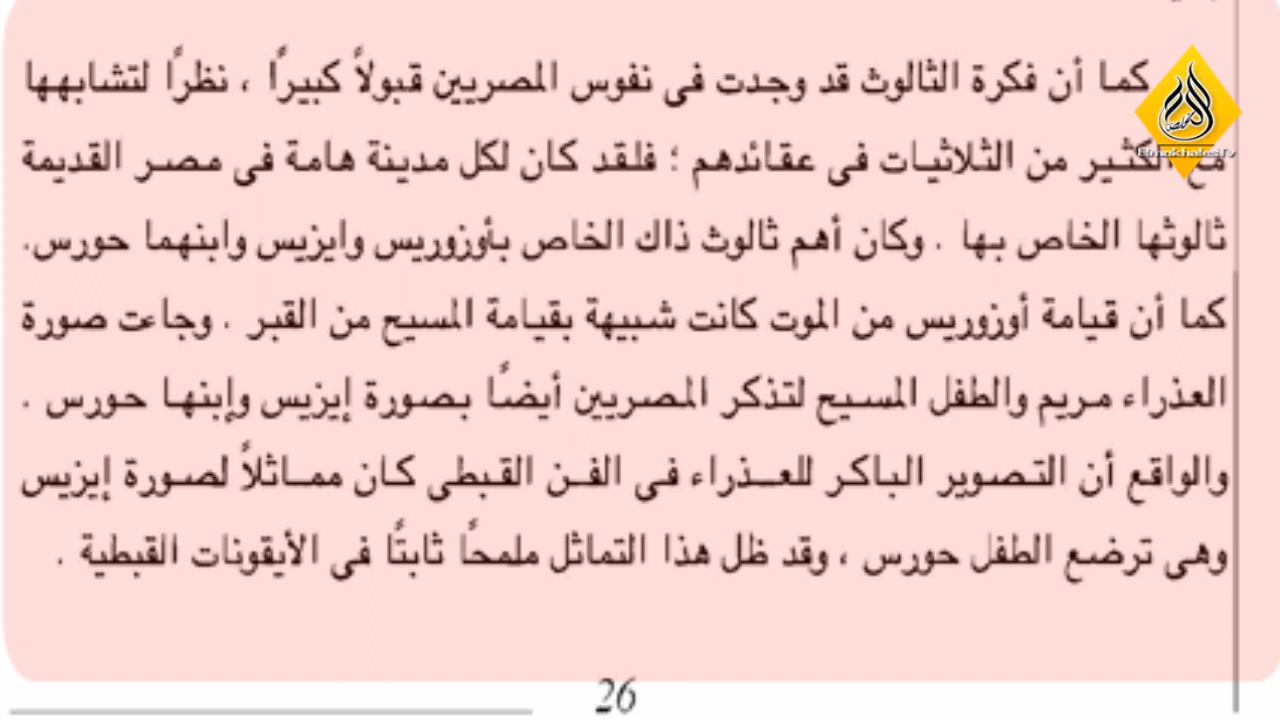 كما أن فكرة الثالوث قد وجدت فى نفوس المصريين قبولاً كبيرًا ، نظرًا لتشابهها
مع الكثير من الثلاثيات فى عقائدهم ؛ فلقد كان لكل مدينة هامة فى مصر القديمة
ثالوثها الخاص بها . وكان أهم ثالوث ذاك الخاص بأوزوريس وايزيس وابنهما حورس.
كما أن قيامة أوزوريس من الموت كانت شبيهة بقيامة المسيح من القبر . وجاءت صورة
العذراء مريم والطفل المسيح لتذكر المصريين أيضًا بصورة إيزيس وإبنها حورس .
والواقع أن التصوير الباكر للعذراء فى الفن القبطى كان مماثلاً لصورة إيزيس
وهى ترضع الطفل حورس ، وقد ظل هذا التماثل ملمحًا ثابتًا فى الأيقونات القبطية .
26